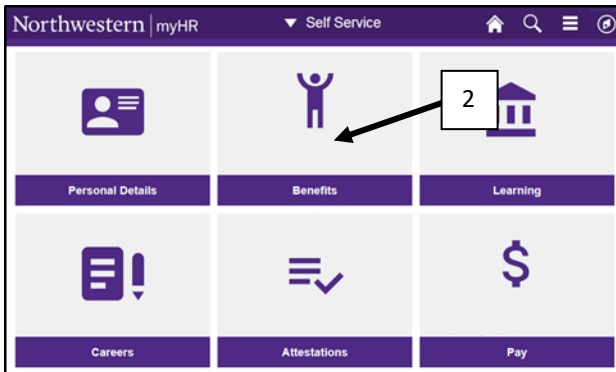 Northwestern | myHR
Self Service
2
Personal Details
Benefits
Learning
Careers
Attestations
Pay